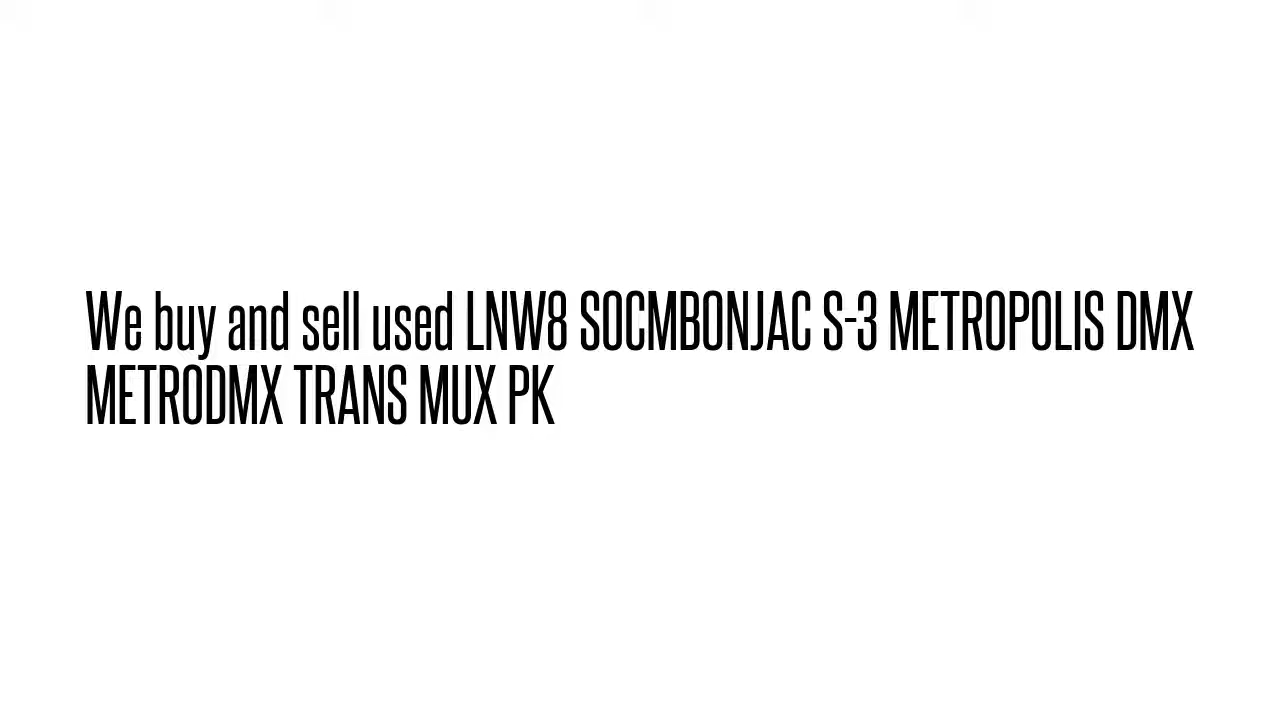 We buy and sell used LNW8 SOCMBONJAC S-3 METROPOLIS DMX
METRODMX TRANS MUX PK